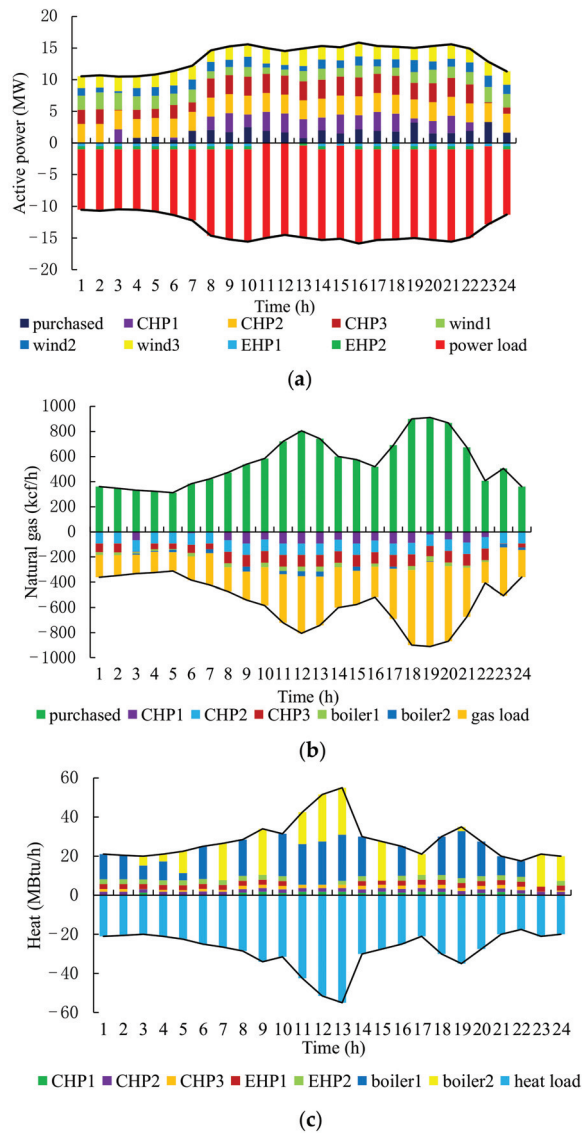 20
15
10
5
0
−5
−10
−15
−20
Active power (MW)
1 2 3 4 5 6 7 8 9 10 11 12 13 14 15 16 17 18 19 20 21 22 23 24
Time (h)
purchased CHP1 CHP2 CHP3 wind1
wind2 wind3 EHP1 EHP2 power load
(a)
1000
800
600
400
200
0
−200
−400
−600
−800
−1000
Natural gas (kcf/h)
1 2 3 4 5 6 7 8 9 10 11 12 13 14 15 16 17 18 19 20 21 22 23 24
Time (h)
purchased CHP1 CHP2 CHP3 boiler1 boiler2 gas load
(b)
60
40
20
0
−20
−40
−60
Heat (MBtu/h)
1 2 3 4 5 6 7 8 9 10 11 12 13 14 15 16 17 18 19 20 21 22 23 24
Time (h)
CHP1 CHP2 CHP3 EHP1 EHP2 boiler1 boiler2 heat load
(c)